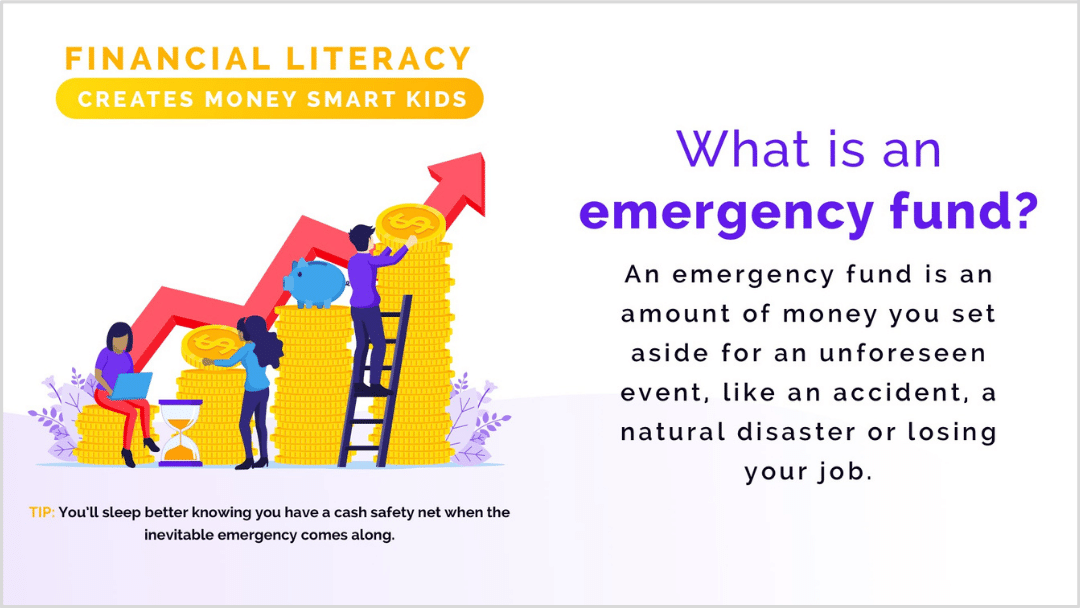 FINANCIAL LITERACY
CREATES MONEY SMART KIDS
What is an
emergency fund?
An emergency fund is an
amount of money you set
aside for an unforeseen
event, like an accident, a
natural disaster or losing
your job.
TIP: You'll sleep better knowing you have a cash safety net when the
inevitable emergency comes along.